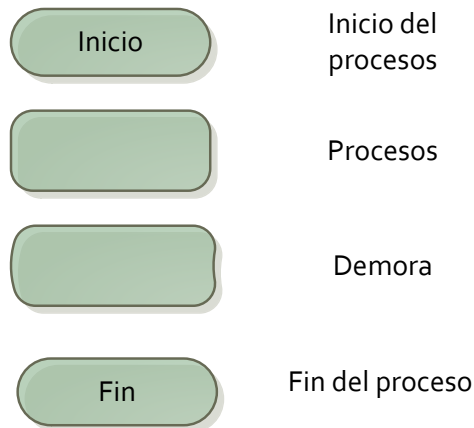 Inicio
Inicio del
procesos
Procesos
Demora
Fin
Fin del proceso